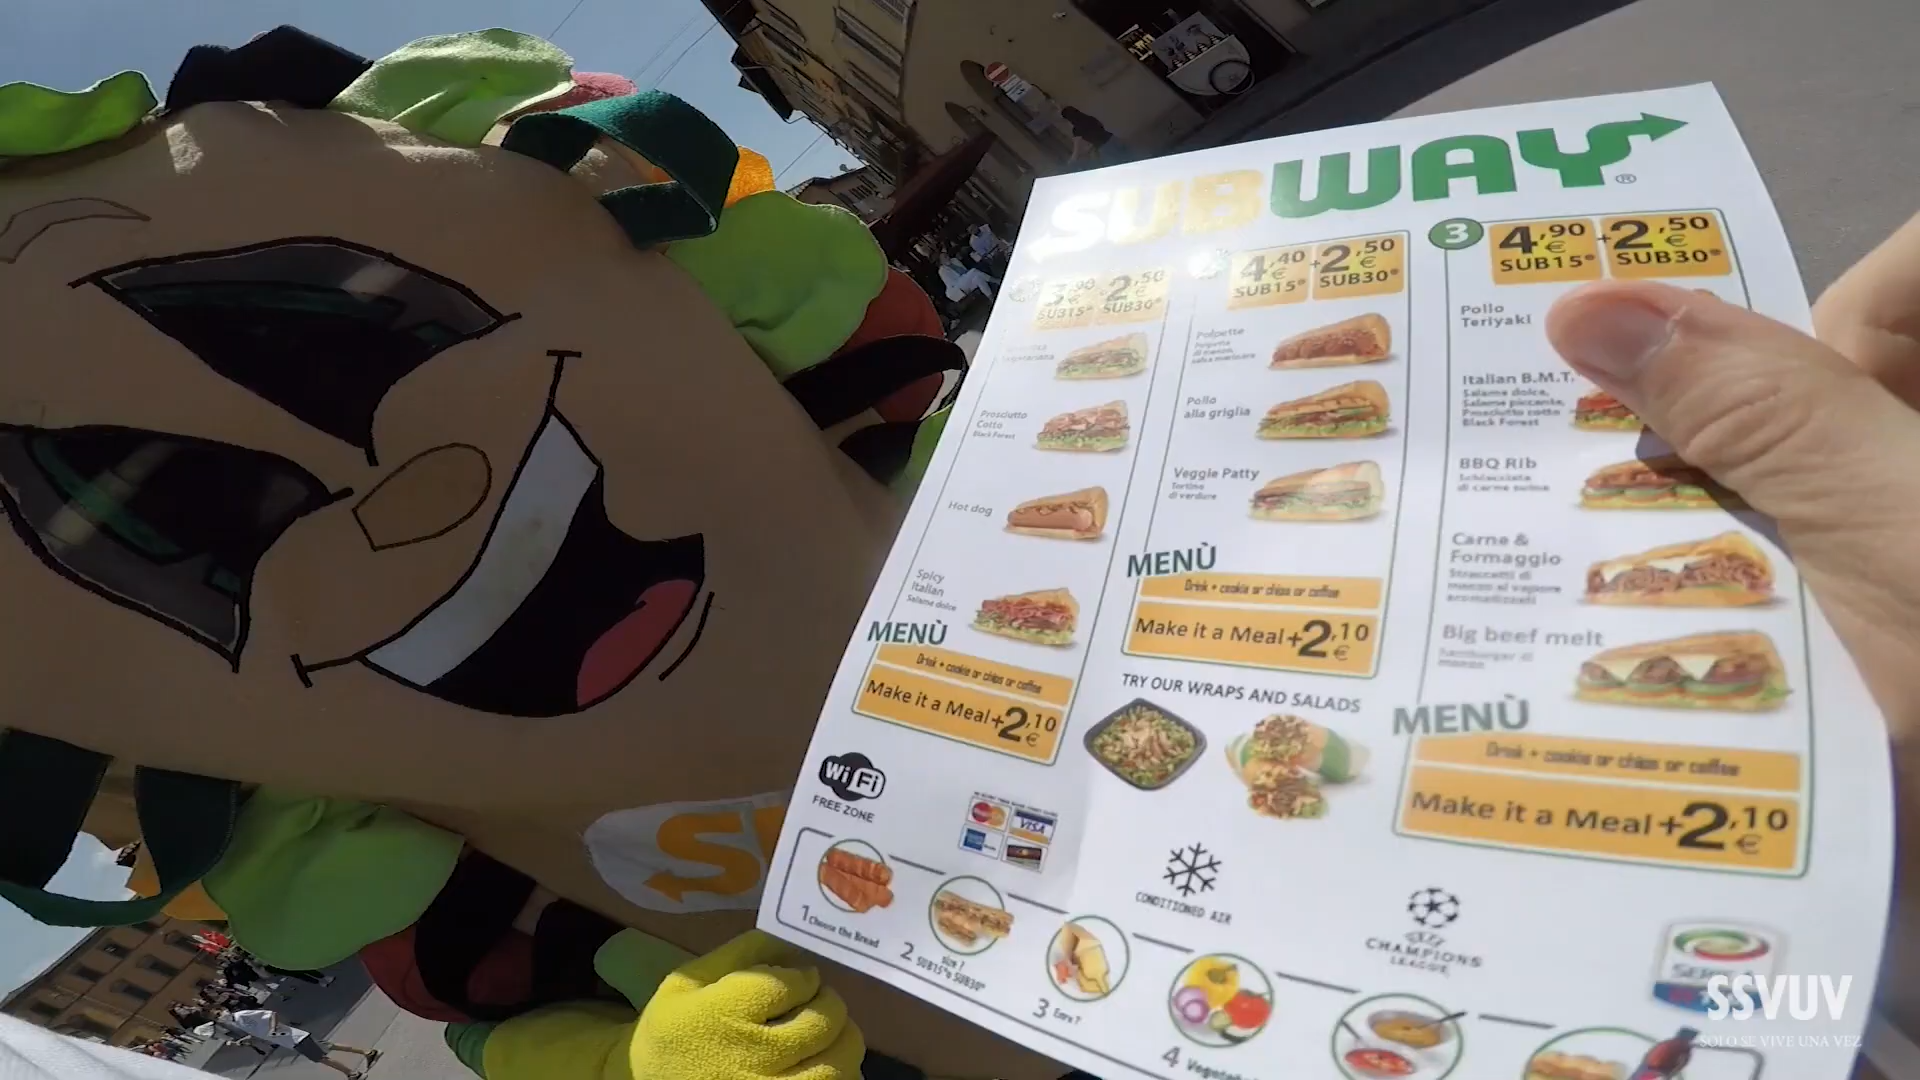 SUBWAY®
3,90 € SUB15® +2,50 € SUB30®
Prosciutto
Cotto
Black Forest
Hot dog
Spicy
Italian
Salame dolce
MENÙ
Drink + cookie or chips or coffee
Make it a Meal+2,10 €
4,40 € SUB15® +2,50 € SUB30®
Polpette
Polpette
di manzo,
salsa marinara
Pollo
alla griglia
Veggie Patty
Tortino
di verdure
MENÙ
Drink + cookie or chips or coffee
Make it a Meal+2,10 €
TRY OUR WRAPS AND SALADS
3
4,90 € SUB15® +2,50 € SUB30®
Pollo
Teriyaki
Italian B.M.T.
Salame dolce,
Salame piccante,
Prosciutto cotto
Black Forest
BBQ Rib
Schiacciata
di carne suina
Carne &
Formaggio
Straccetti di
manzo al vapore
aromatizzati
Big beef melt
hamburger di
manzo
MENÙ
Drink + cookie or chips or coffee
Make it a Meal+2,10 €
WiFi
FREE ZONE
MasterCard
VISA
CONDITIONED AIR
UEFA
CHAMPIONS
LEAGUE
1 Choose the Bread
2 size?
SUB15® o SUB30®
3 Extra?
4
SSVUV
SOLO SE VIVE UNA VEZ